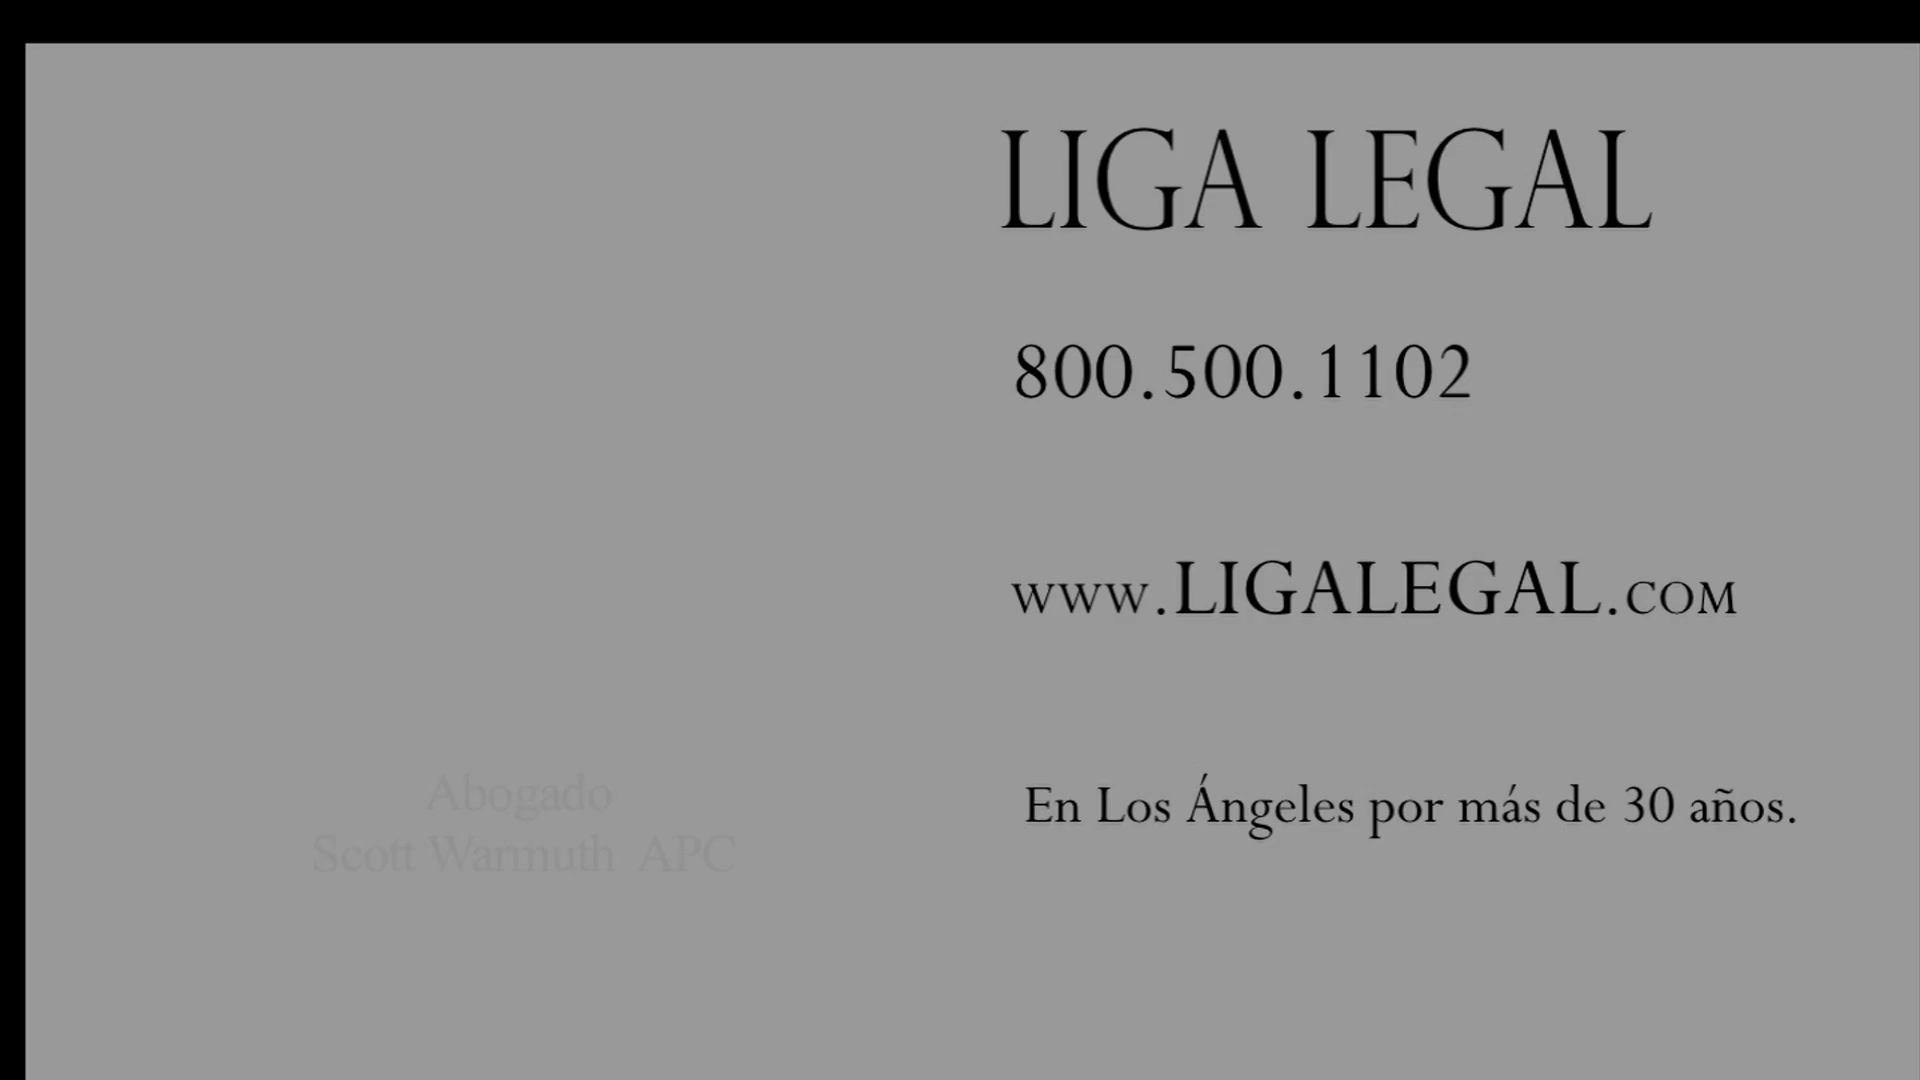 LIGA LEGAL
800.500.1102
www.LIGALEGAL.COM
En Los Ángeles por más de 30 años.
Abogado
Scott Warmuth APC